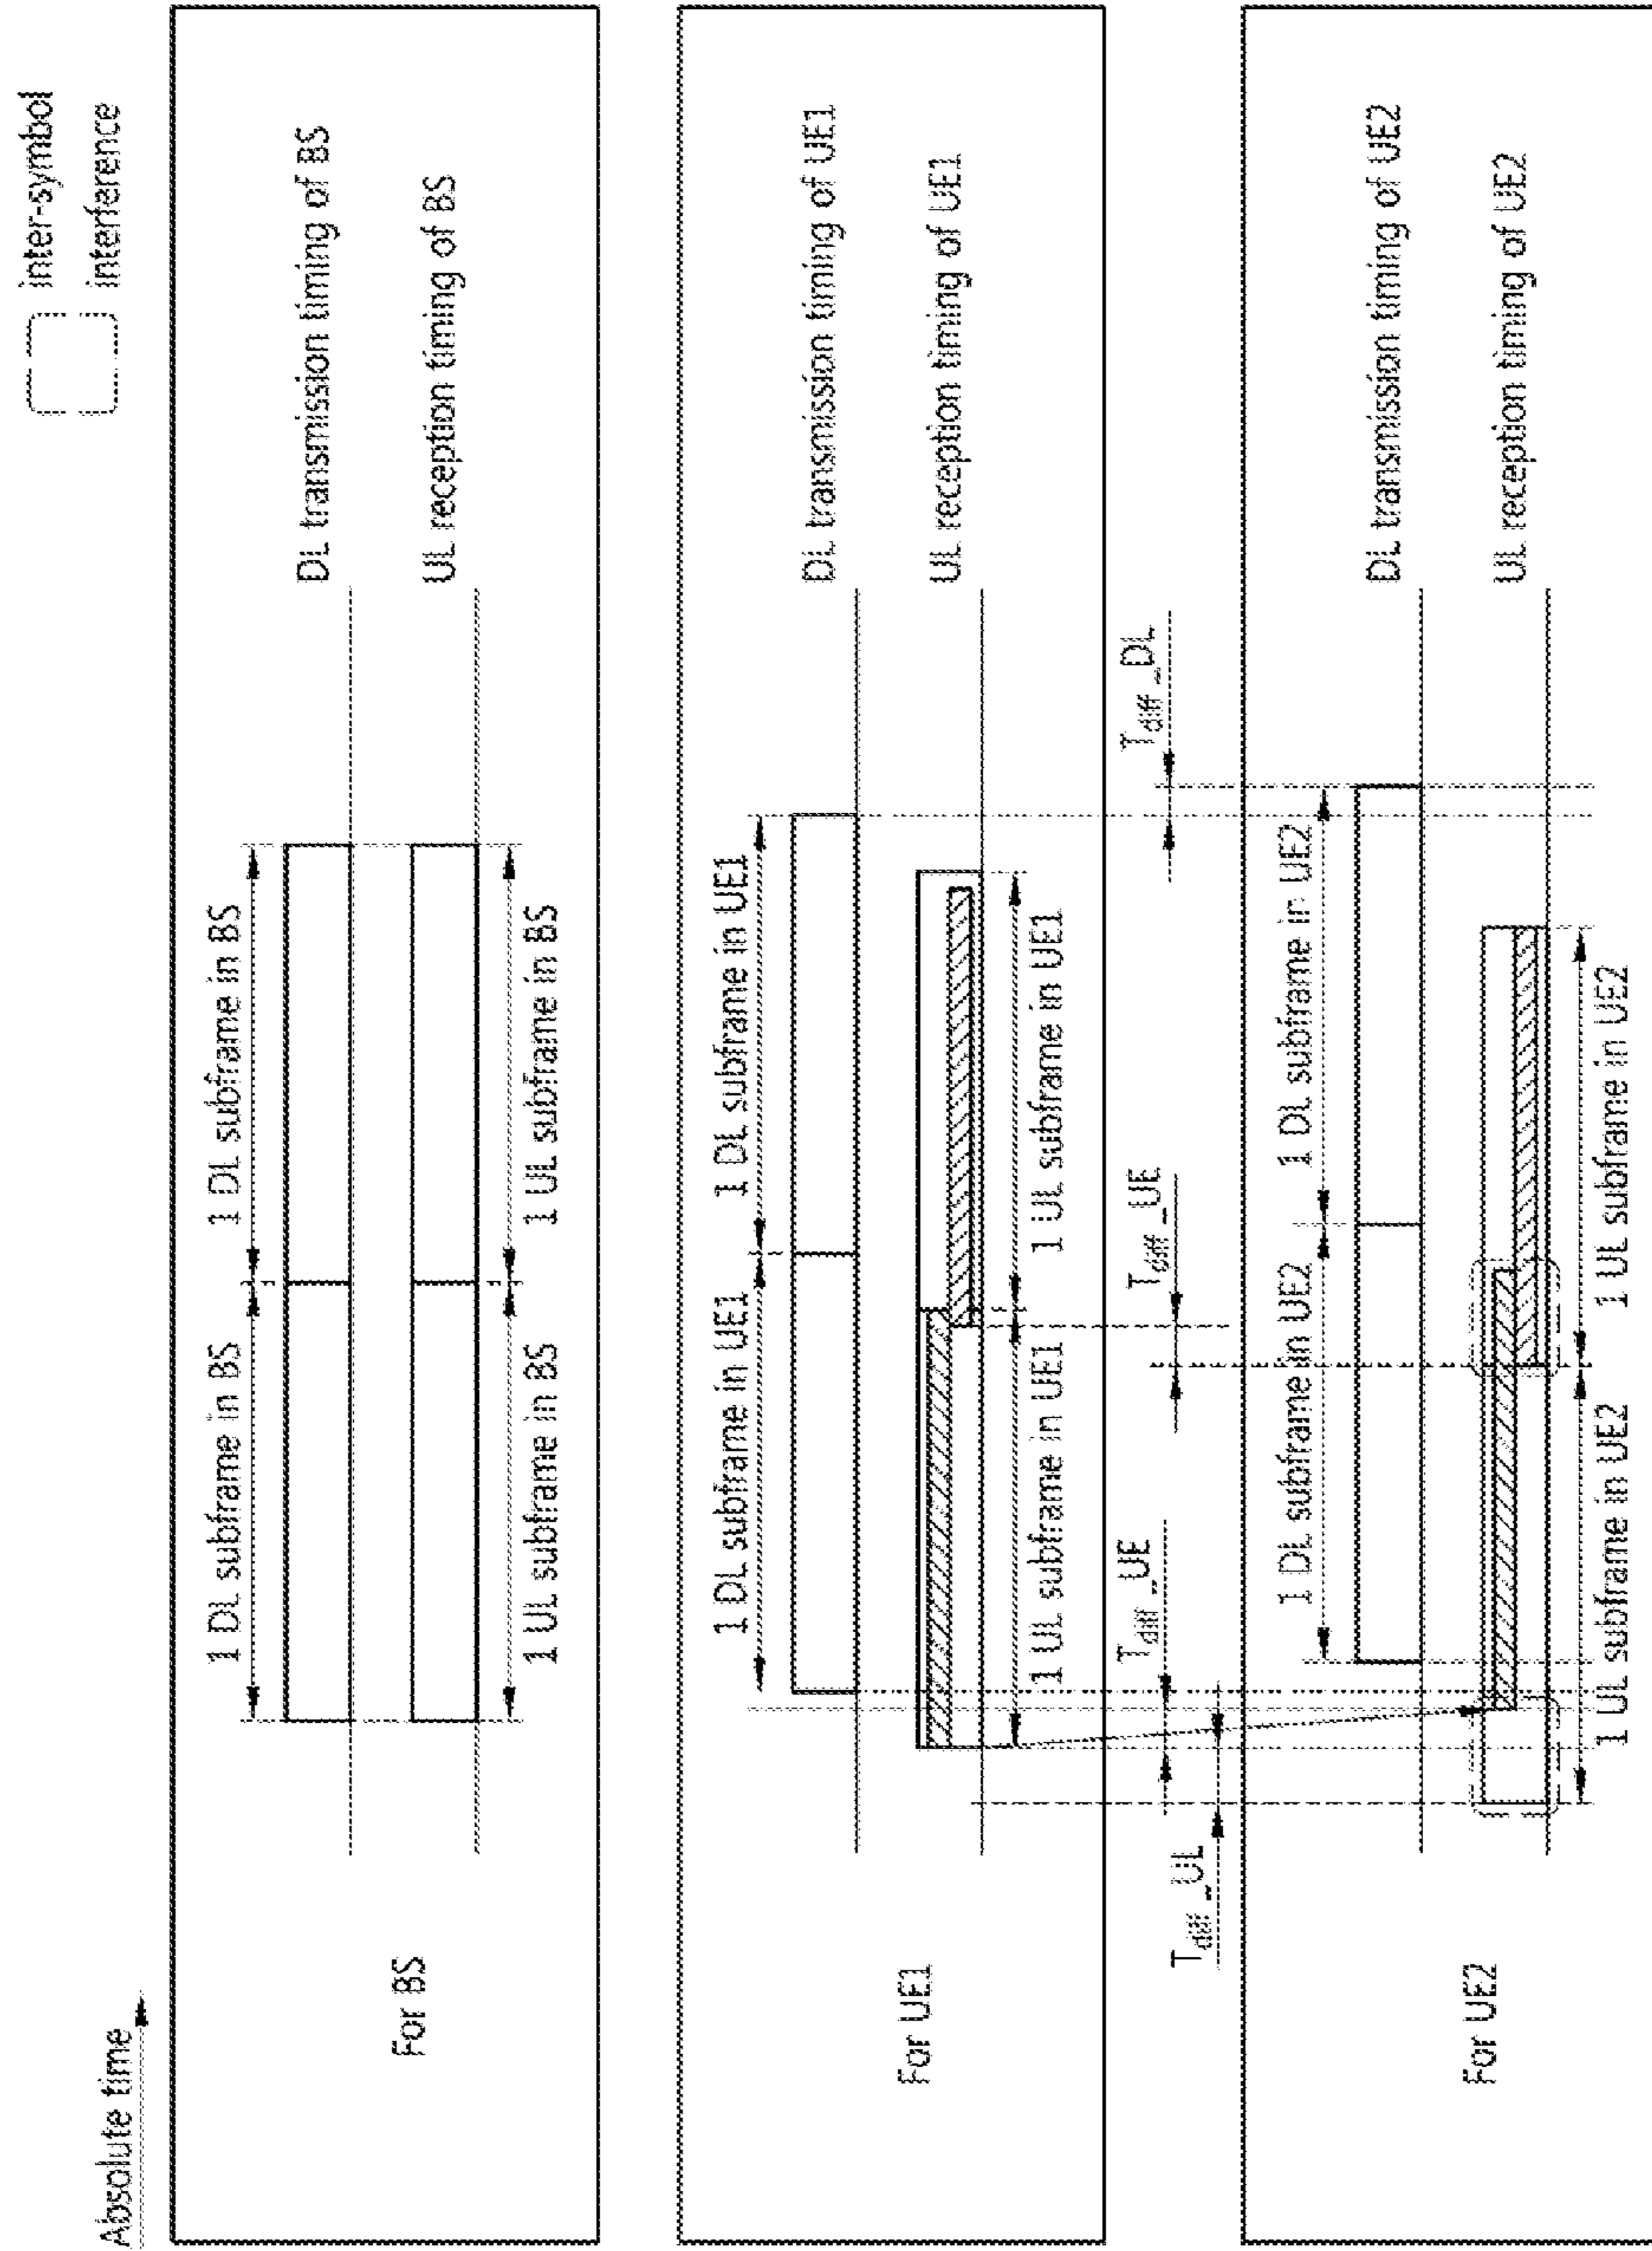 Absolute time
inter-symbol
interference
For BS
1 DL subframe in BS
1 DL subframe in BS
DL transmission timing of BS
UL reception timing of BS
1 UL subframe in BS
1 UL subframe in BS
For UE1
1 DL subframe in UE1
1 DL subframe in UE1
DL transmission timing of UE1
UL reception timing of UE1
1 UL subframe in UE1
1 UL subframe in UE1
Tdiff_UE
Tdiff_UE
Tdiff_DL
Tdiff_UL
For UE2
1 DL subframe in UE2
1 DL subframe in UE2
DL transmission timing of UE2
UL reception timing of UE2
1 UL subframe in UE2
1 UL subframe in UE2